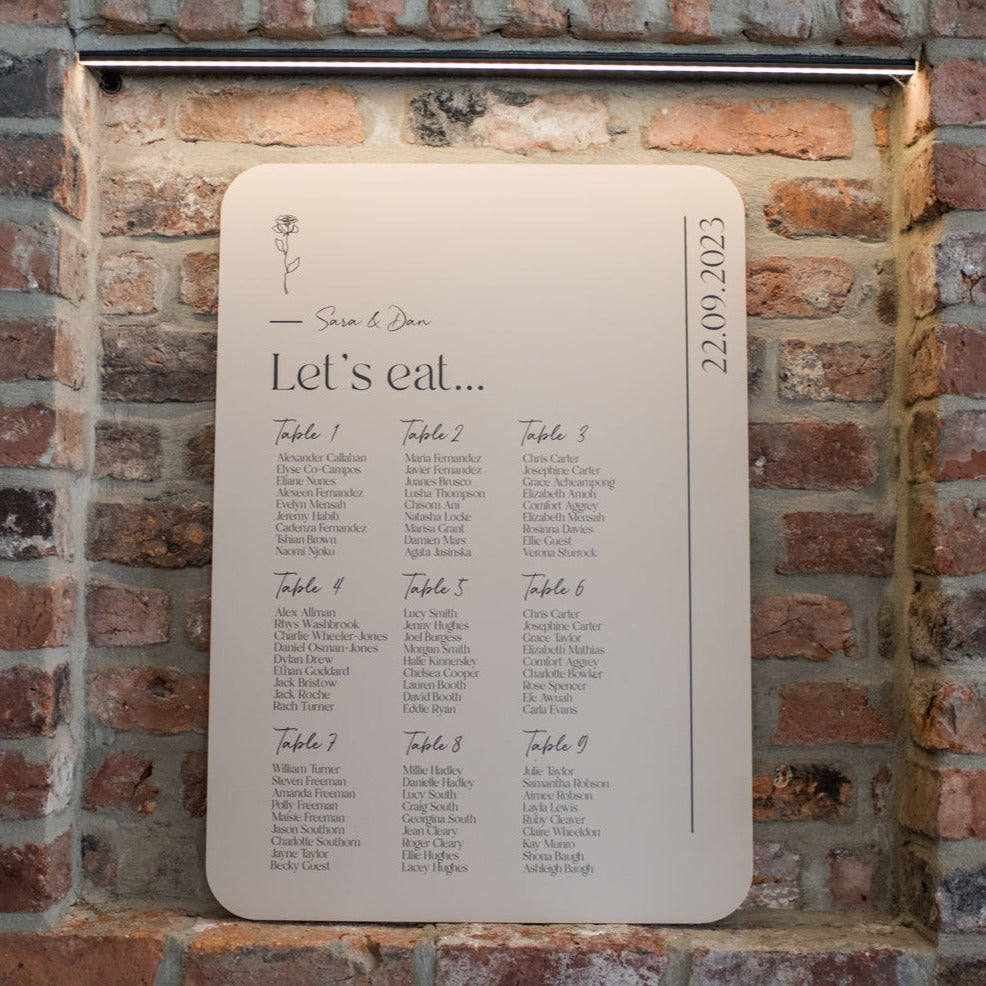 Sara & Dan
Let's eat...
22.09.2023
Table 1
Alexander Callahan
Elyse Co-Campos
Eliane Nunes
Alexeen Fernandez
Evelyn Mensah
Jeremy Habib
Cadenza Fernandez
Tshian Brown
Naomi Njoku
Table 2
Maria Fernandez
Javier Fernandez
Juanes Brusco
Lusha Thompson
Chisom Ani
Natasha Locke
Marisa Grant
Damien Mars
Agata Jasinska
Table 3
Chris Carter
Josephine Carter
Grace Acheampong
Elizabeth Amoh
Comfort Aggrey
Elizabeth Mensah
Rosinna Davies
Ellie Guest
Verona Sturrock
Table 4
Alex Allman
Rhys Washbrook
Charlie Wheeler-Jones
Daniel Osman-Jones
Dylan Drew
Ethan Goddard
Jack Bristow
Jack Roche
Rach Turner
Table 5
Lucy Smith
Jenny Hughes
Joel Burgess
Morgan Smith
Halle Kinnersley
Chelsea Cooper
Lauren Booth
David Booth
Eddie Ryan
Table 6
Chris Carter
Josephine Carter
Grace Taylor
Elizabeth Mathias
Comfort Aggrey
Charlotte Bowker
Rose Spencer
Efe Awuah
Carla Evans
Table 7
William Turner
Steven Freeman
Amanda Freeman
Polly Freeman
Maisie Freeman
Jason Southorn
Charlotte Southorn
Jayne Taylor
Becky Guest
Table 8
Millie Hadley
Danielle Hadley
Lucy South
Craig South
Georgina South
Jean Cleary
Roger Cleary
Ellie Hughes
Lacey Hughes
Table 9
Julie Taylor
Samantha Robson
Aimee Robson
Layla Lewis
Ruby Cleaver
Claire Wheeldon
Kay Munro
Shona Baugh
Ashleigh Baugh